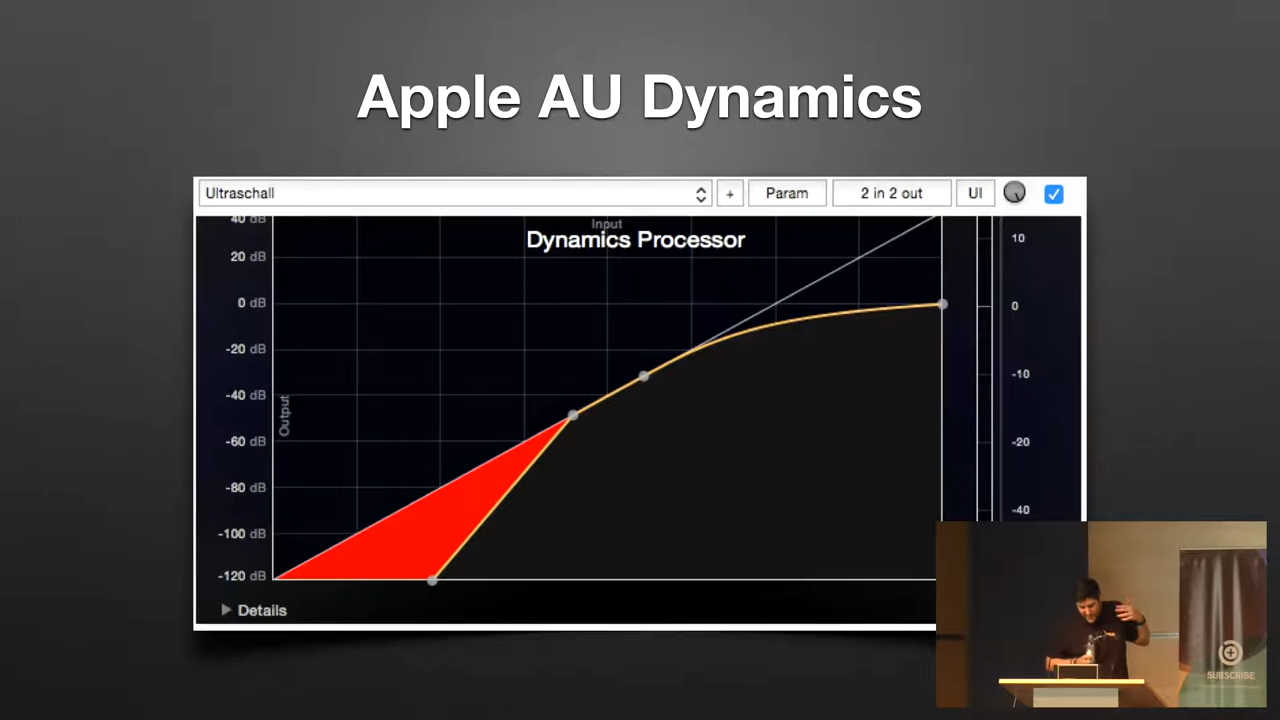 Apple AU Dynamics
Ultraschall + Param 2 in 2 out UI
Input
Dynamics Processor
40 dB
20 dB
0 dB
-20 dB
-40 dB
-60 dB
-80 dB
-100 dB
-120 dB
Output
10
0
-10
-20
-40
Details
SUBSCRIBE